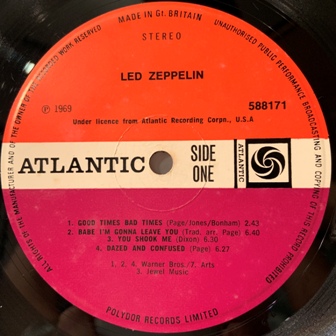 MADE IN Gt. BRITAIN
ALL RIGHTS OF THE MANUFACTURER AND OF THE OWNER OF THE RECORDED WORK RESERVED
UNAUTHORISED PUBLIC PERFORMANCE BROADCASTING AND COPYING OF THIS RECORD PROHIBITED
STEREO
LED ZEPPELIN
℗ 1969
588171
Under licence from Atlantic Recording Corpn., U.S.A
ATLANTIC
SIDE
ONE
ATLANTIC
1. GOOD TIMES BAD TIMES (Page/Jones/Bonham) 2.43
2. BABE I'M GONNA LEAVE YOU (Trad. arr. Page) 6.40
3. YOU SHOOK ME (Dixon) 6.30
4. DAZED AND CONFUSED (Page) 6.27
1, 2, 4. Warner Bros/7. Arts
3. Jewel Music
POLYDOR RECORDS LIMITED